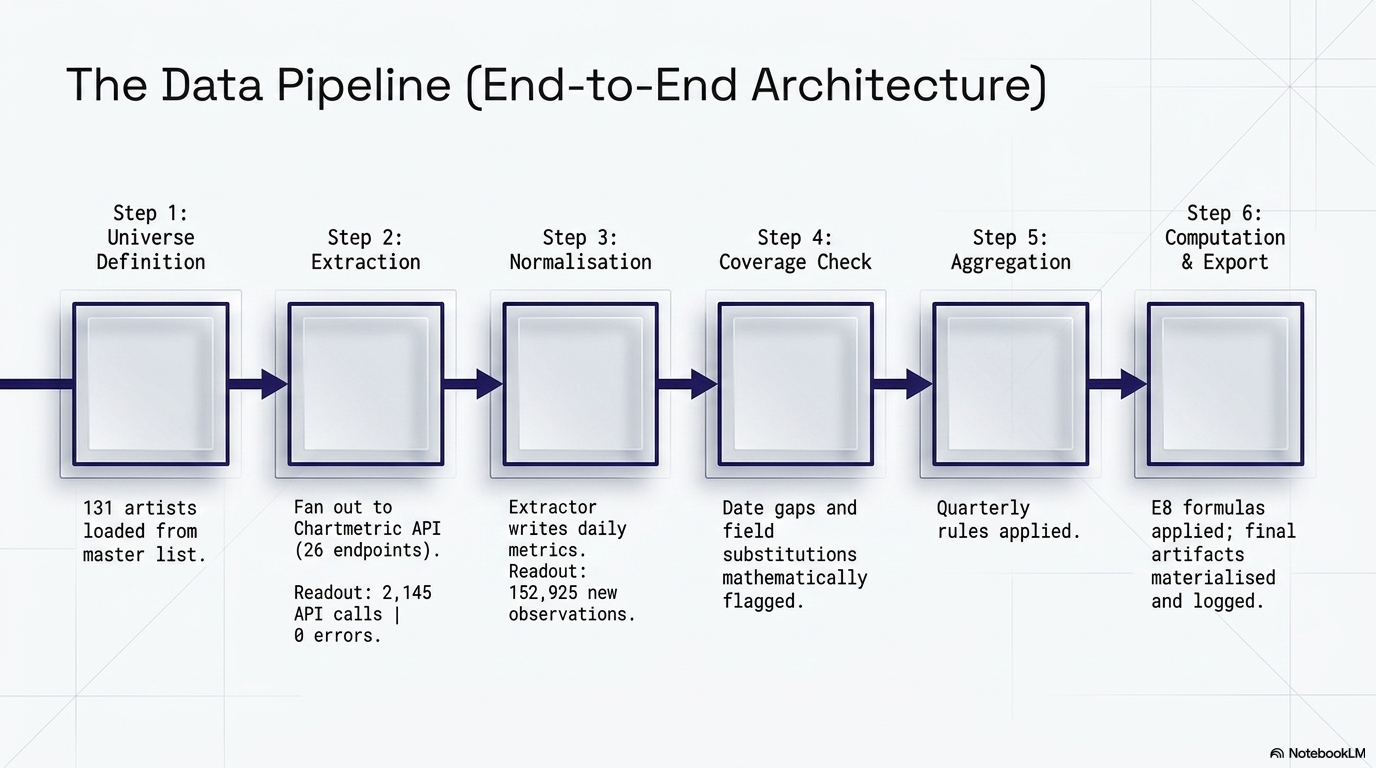 The Data Pipeline (End-to-End Architecture)
Step 1:
Universe
Definition
Step 2:
Extraction
Step 3:
Normalisation
Step 4:
Coverage Check
Step 5:
Aggregation
Step 6:
Computation
& Export
131 artists
loaded from
master list.
Fan out to
Chartmetric API
(26 endpoints).
Readout: 2,145
API calls |
0 errors.
Extractor
writes daily
metrics.
Readout:
152,925 new
observations.
Date gaps and
field
substitutions
mathematically
flagged.
Quarterly
rules applied.
E8 formulas
applied; final
artifacts
materialised
and logged.
NotebookLM